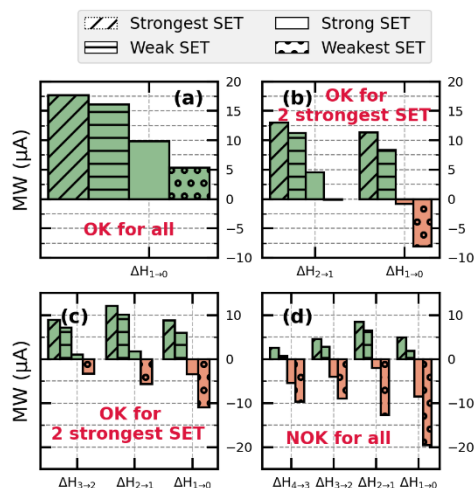 Strongest SET Strong SET
Weak SET Weakest SET
MW (μA)
(a)
OK for all
20
15
10
5
0
−5
−10
ΔH1→0
(b)
OK for
2 strongest SET
20
15
10
5
0
−5
−10
ΔH2→1 ΔH1→0
MW (μA)
10
0
−10
−20
(c)
OK for
2 strongest SET
ΔH3→2 ΔH2→1 ΔH1→0
(d)
NOK for all
10
0
−10
−20
ΔH4→3 ΔH3→2 ΔH2→1 ΔH1→0